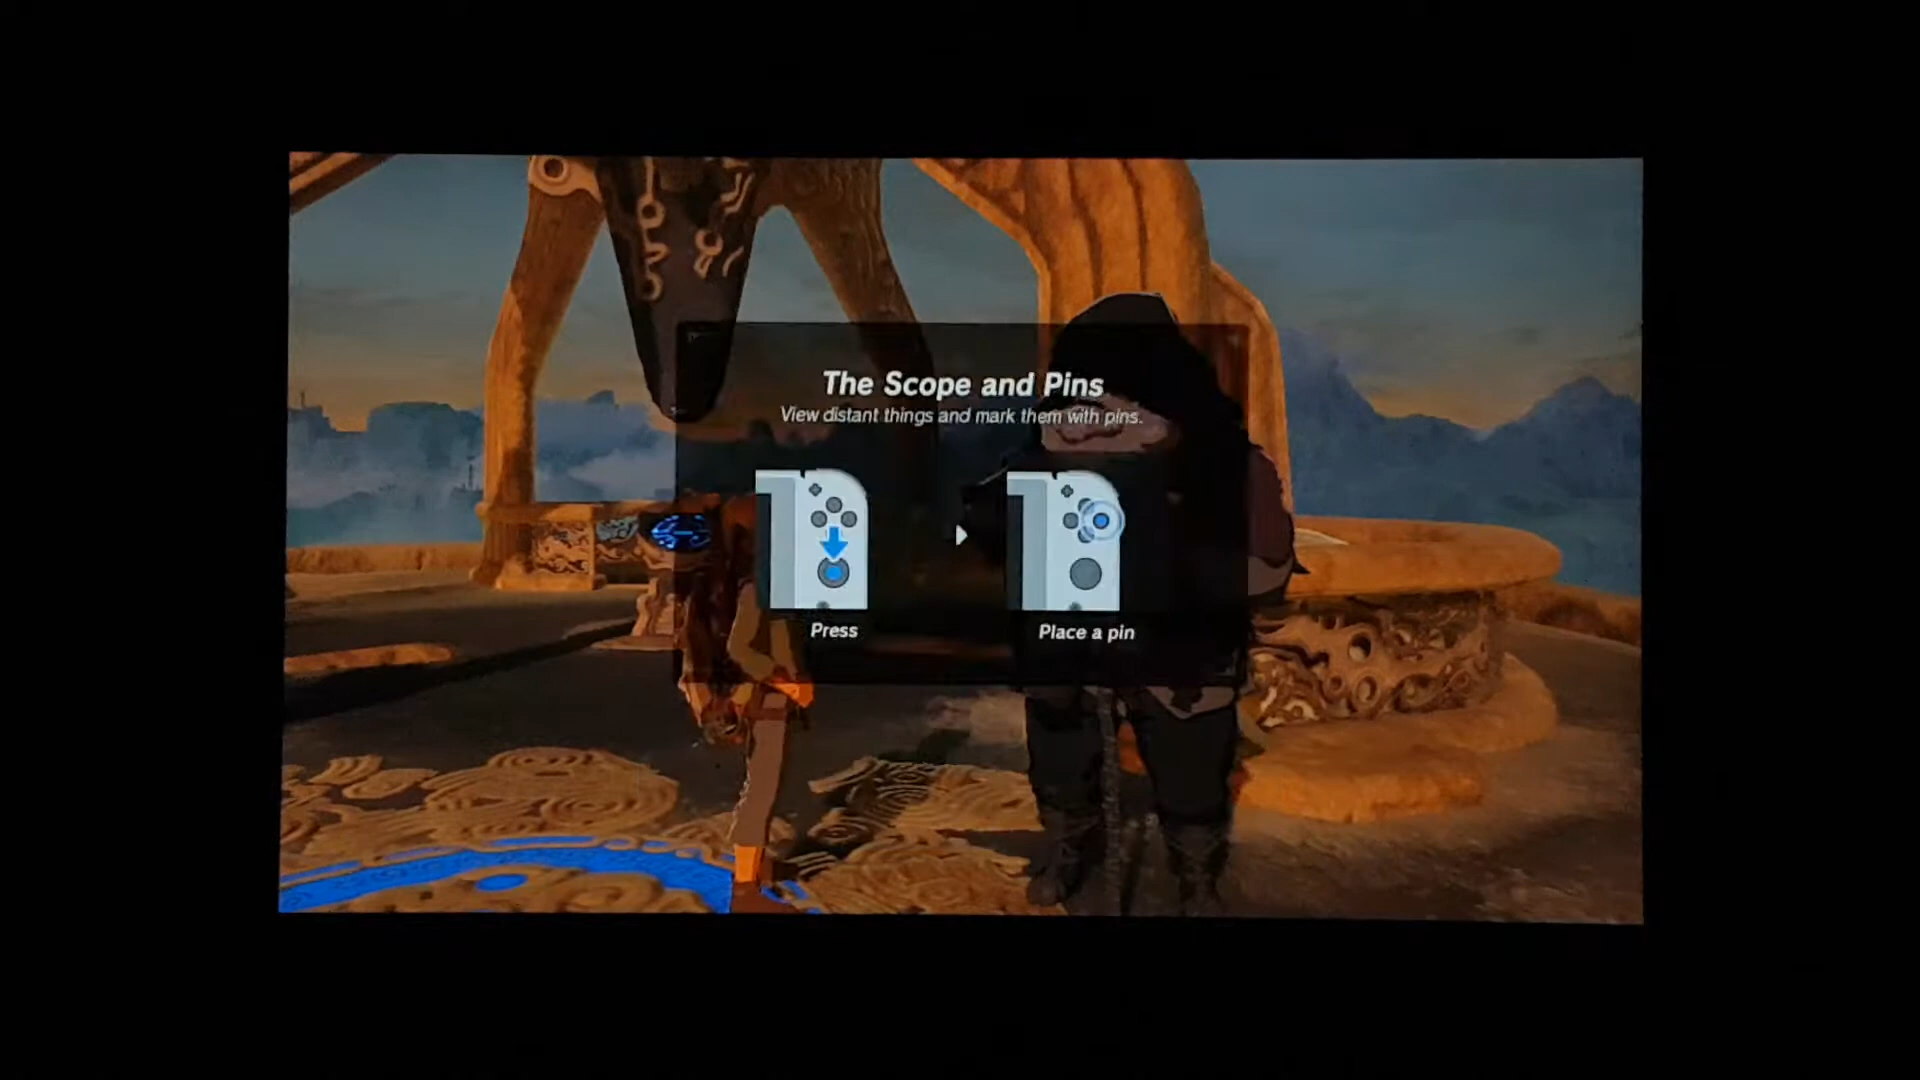 The Scope and Pins
View distant things and mark them with pins.
Press
Place a pin